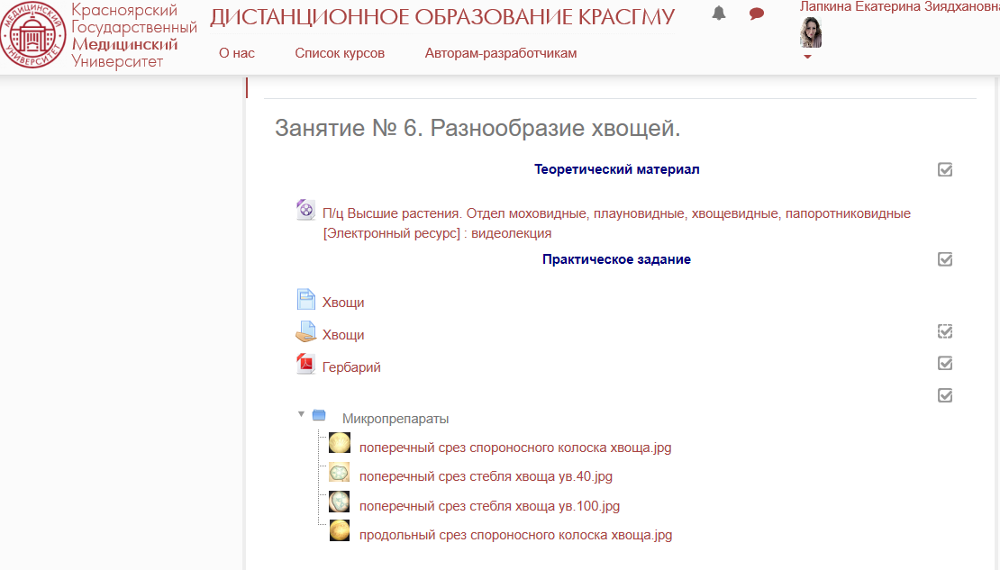 МЕДИЦИНСКИЙ
УНИВЕРСИТЕТ
Красноярский
Государственный
Медицинский
Университет
ДИСТАНЦИОННОЕ ОБРАЗОВАНИЕ КРАСГМУ
Лапкина Екатерина Зиядхановна
О нас
Список курсов
Авторам-разработчикам
Занятие № 6. Разнообразие хвощей.
Теоретический материал
П/ц Высшие растения. Отдел моховидные, плауновидные, хвощевидные, папоротниковидные
[Электронный ресурс] : видеолекция
Практическое задание
Хвощи
Хвощи
Гербарий
Микропрепараты
поперечный срез спороносного колоска хвоща.jpg
поперечный срез стебля хвоща ув.40.jpg
поперечный срез стебля хвоща ув.100.jpg
продольный срез спороносного колоска хвоща.jpg